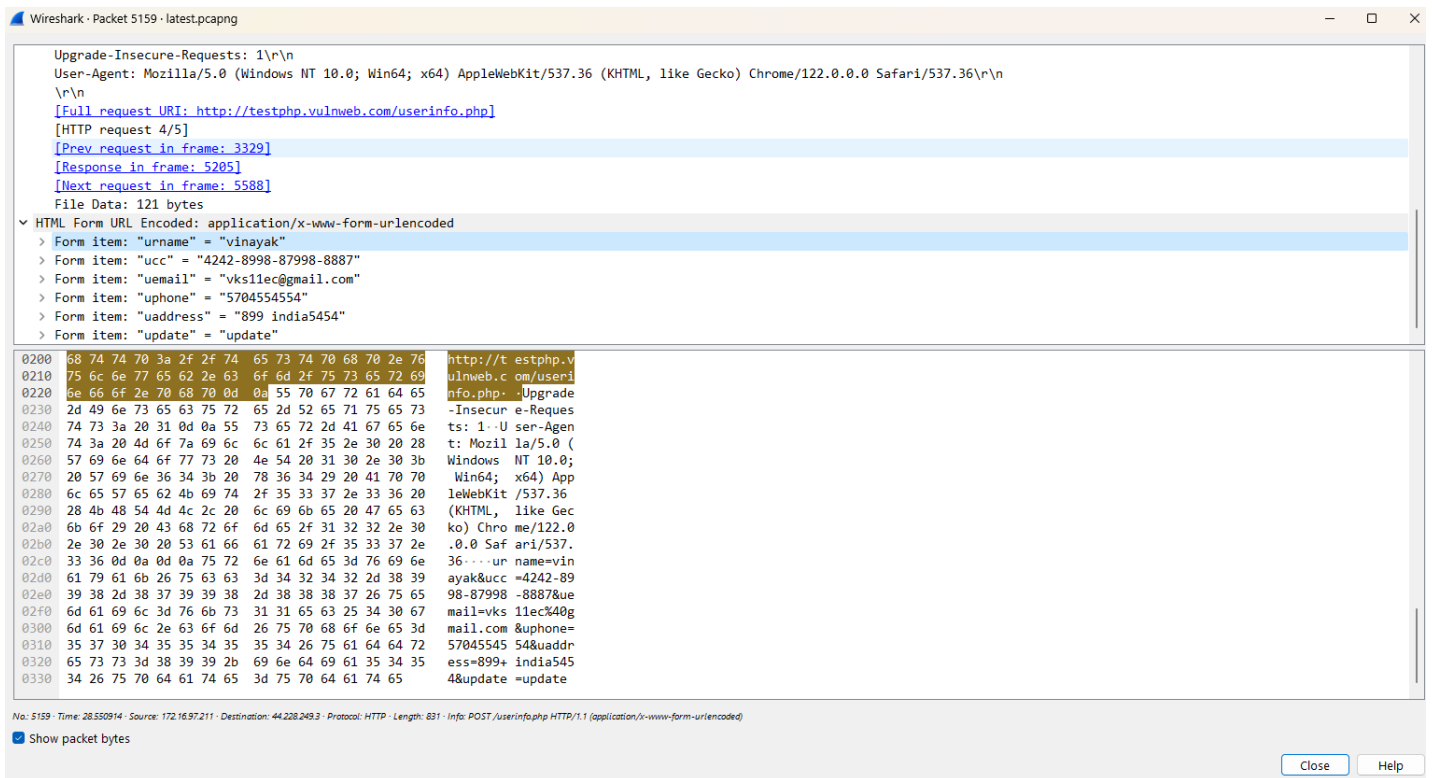 Wireshark · Packet 5159 · latest.pcapng
Upgrade-Insecure-Requests: 1\r\n
User-Agent: Mozilla/5.0 (Windows NT 10.0; Win64; x64) AppleWebKit/537.36 (KHTML, like Gecko) Chrome/122.0.0.0 Safari/537.36\r\n
\r\n
[Full request URI: http://testphp.vulnweb.com/userinfo.php]
[HTTP request 4/5]
[Prev request in frame: 3329]
[Response in frame: 5205]
[Next request in frame: 5588]
File Data: 121 bytes
HTML Form URL Encoded: application/x-www-form-urlencoded
Form item: "urname" = "vinayak"
Form item: "ucc" = "4242-8998-87998-8887"
Form item: "uemail" = "vks11ec@gmail.com"
Form item: "uphone" = "5704554554"
Form item: "uaddress" = "899 india5454"
Form item: "update" = "update"
0200 68 74 74 70 3a 2f 2f 74 65 73 74 70 68 70 2e 76 http://t estphp.v
0210 75 6c 6e 77 65 62 2e 63 6f 6d 2f 75 73 65 72 69 ulnweb.c om/useri
0220 6e 66 6f 2e 70 68 70 0d 0a 55 70 67 72 61 64 65 nfo.php· ·Upgrade
0230 2d 49 6e 73 65 63 75 72 65 2d 52 65 71 75 65 73 -Insecur e-Reques
0240 74 73 3a 20 31 0d 0a 55 73 65 72 2d 41 67 65 6e ts: 1··U ser-Agen
0250 74 3a 20 4d 6f 7a 69 6c 6c 61 2f 35 2e 30 20 28 t: Mozil la/5.0 (
0260 57 69 6e 64 6f 77 73 20 4e 54 20 31 30 2e 30 3b Windows  NT 10.0;
0270 20 57 69 6e 36 34 3b 20 78 36 34 29 20 41 70 70  Win64;  x64) App
0280 6c 65 57 65 62 4b 69 74 2f 35 33 37 2e 33 36 20 leWebKit /537.36
0290 28 4b 48 54 4d 4c 2c 20 6c 69 6b 65 20 47 65 63 (KHTML,  like Gec
02a0 6b 6f 29 20 43 68 72 6f 6d 65 2f 31 32 32 2e 30 ko) Chro me/122.0
02b0 2e 30 2e 30 20 53 61 66 61 72 69 2f 35 33 37 2e .0.0 Saf ari/537.
02c0 33 36 0d 0a 0d 0a 75 72 6e 61 6d 65 3d 76 69 6e 36····ur name=vin
02d0 61 79 61 6b 26 75 63 63 3d 34 32 34 32 2d 38 39 ayak&ucc =4242-89
02e0 39 38 2d 38 37 39 39 38 2d 38 38 38 37 26 75 65 98-87998 -8887&ue
02f0 6d 61 69 6c 3d 76 6b 73 31 31 65 63 25 34 30 67 mail=vks 11ec%40g
0300 6d 61 69 6c 2e 63 6f 6d 26 75 70 68 6f 6e 65 3d mail.com &uphone=
0310 35 37 30 34 35 35 34 35 35 34 26 75 61 64 64 72 57045545 54&uaddr
0320 65 73 73 3d 38 39 39 2b 69 6e 64 69 61 35 34 35 ess=899+ india545
0330 34 26 75 70 64 61 74 65 3d 75 70 64 61 74 65 4&update =update
No.: 5159 · Time: 28.550914 · Source: 172.16.97.211 · Destination: 44.228.249.3 · Protocol: HTTP · Length: 831 · Info: POST /userinfo.php HTTP/1.1 (application/x-www-form-urlencoded)
Show packet bytes
Close Help